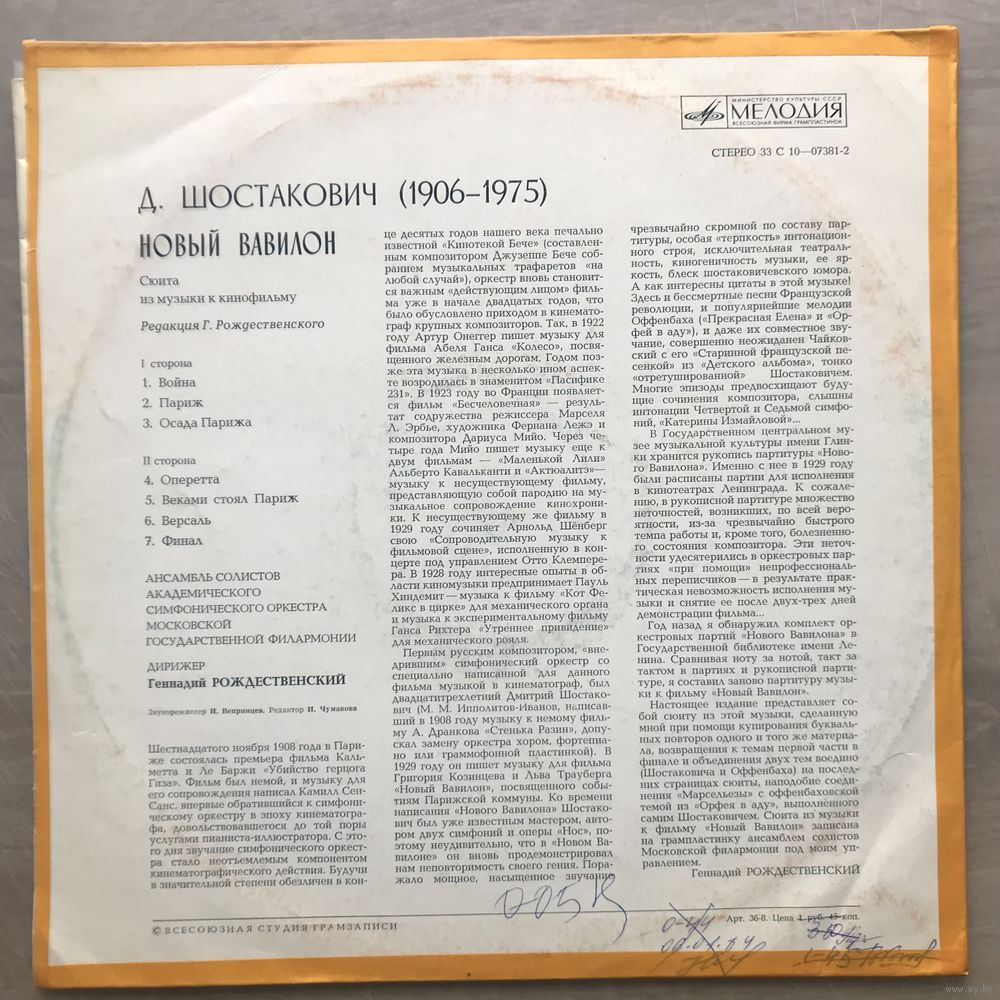 МИНИСТЕРСТВО КУЛЬТУРЫ СССР
МЕЛОДИЯ
ВСЕСОЮЗНАЯ ФИРМА ГРАМПЛАСТИНОК
СТЕРЕО 33 С 10—07381-2
Д. ШОСТАКОВИЧ (1906–1975)
НОВЫЙ ВАВИЛОН
Сюита
из музыки к кинофильму
Редакция Г. Рождественского
I сторона
1. Война
2. Париж
3. Осада Парижа
II сторона
4. Оперетта
5. Веками стоял Париж
6. Версаль
7. Финал
АНСАМБЛЬ СОЛИСТОВ
АКАДЕМИЧЕСКОГО
СИМФОНИЧЕСКОГО ОРКЕСТРА
МОСКОВСКОЙ
ГОСУДАРСТВЕННОЙ ФИЛАРМОНИИ
ДИРИЖЕР
Геннадий РОЖДЕСТВЕНСКИЙ
Звукорежиссер И. Вепринцев. Редактор И. Чумакова
Шестнадцатого ноября 1908 года в Пари-
же состоялась премьера фильма Каль-
метта и Ле Баржи «Убийство герцога
Гиза». Фильм был немой, и музыку для
его сопровождения написал Камилл Сен-
Санс, впервые обратившийся к симфони-
ческому оркестру в эпоху кинематогра-
фа, довольствовавшегося до той поры
услугами пианиста-иллюстратора. С это-
го дня звучание симфонического оркест-
ра стало неотъемлемым компонентом
кинематографического действия. Будучи
в значительной степени обезличен в кон-
це десятых годов нашего века печально
известной «Кинотекой Бече» (составлен-
ным композитором Джузеппе Бече соб-
ранием музыкальных трафаретов «на
любой случай»), оркестр вновь становит-
ся важным «действующим лицом» филь-
ма уже в начале двадцатых годов, что
было обусловлено приходом в кинемато-
граф крупных композиторов. Так, в 1922
году Артур Онеггер пишет музыку для
фильма Абеля Ганса «Колесо», посвя-
щенного железным дорогам. Годом поз-
же эта музыка в несколько ином аспек-
те возродилась в знаменитом «Пасифике
231». В 1923 году во Франции появляет-
ся фильм «Бесчеловечная» — резуль-
тат содружества режиссера Марселя
Л. Эрбье, художника Фернана Лежэ и
композитора Дариуса Мийо. Через че-
тыре года Мийо пишет музыку еще к
двум фильмам — «Маленькой Лили»
Альберто Кавальканти и «Актюалитэ»—
музыку к несуществующему фильму,
представляющую собой пародию на му-
зыкальное сопровождение кинохрони-
ки. К несуществующему же фильму в
1929 году сочиняет Арнольд Шёнберг
свою «Сопроводительную музыку к
фильмовой сцене», исполненную в кон-
церте под управлением Отто Клемпере-
ра. В 1928 году интересные опыты в об-
ласти киномузыки предпринимает Пауль
Хиндемит — музыка к фильму «Кот Фе-
ликс в цирке» для механического органа
и музыка к экспериментальному фильму
Ганса Рихтера «Утреннее привидение»
для механического рояля.
Первым русским композитором, «вне-
дрившим» симфонический оркестр со
специально написанной для данного
фильма музыкой в кинематограф, был
двадцатитрехлетний Дмитрий Шостако-
вич (М. М. Ипполитов-Иванов, написав-
ший в 1908 году музыку к немому филь-
му А. Дранкова «Стенька Разин», допу-
скал замену оркестра хором, фортепиа-
но или граммофонной пластинкой). В
1929 году он пишет музыку для фильма
Григория Козинцева и Льва Трауберга
«Новый Вавилон», посвященного собы-
тиям Парижской коммуны. Ко времени
написания «Нового Вавилона» Шостако-
вич был уже известным мастером, авто-
ром двух симфоний и оперы «Нос», по-
этому неудивительно, что в «Новом Ва-
вилоне» он вновь продемонстрировал
нам неповторимость своего гения. Пора-
жало мощное, насыщенное звучание
чрезвычайно скромной по составу пар-
титуры, особая «терпкость» интонацион-
ного строя, исключительная театраль-
ность, киногеничность музыки, ее яр-
кость, блеск шостаковичевского юмора.
А как интересны цитаты в этой музыке!
Здесь и бессмертные песни Французской
революции, и популярнейшие мелодии
Оффенбаха («Прекрасная Елена» и «Ор-
фей в аду»), и даже их совместное зву-
чание, совершенно неожидан Чайков-
ский с его «Старинной французской пе-
сенкой» из «Детского альбома», тонко
«отретушированной» Шостаковичем.
Многие эпизоды предвосхищают буду-
щие сочинения композитора, слышны
интонации Четвертой и Седьмой симфо-
ний, «Катерины Измайловой»...
В Государственном центральном му-
зее музыкальной культуры имени Глин-
ки хранится рукопись партитуры «Ново-
го Вавилона». Именно с нее в 1929 году
были расписаны партии для исполнения
в кинотеатрах Ленинграда. К сожале-
нию, в рукописной партитуре множество
неточностей, возникших, по всей веро-
ятности, из-за чрезвычайно быстрого
темпа работы и, кроме того, болезненно-
го состояния композитора. Эти неточ-
ности удесятерились в оркестровых пар-
тиях «при помощи» непрофессиональ-
ных переписчиков — в результате прак-
тическая невозможность исполнения му-
зыки и снятие ее после двух-трех дней
демонстрации фильма...
Год назад я обнаружил комплект ор-
кестровых партий «Нового Вавилона» в
Государственной библиотеке имени Ле-
нина. Сравнивая ноту за нотой, такт за
тактом в партиях и рукописной парти-
туре, я составил заново партитуру музы-
ки к фильму «Новый Вавилон».
Настоящее издание представляет со-
бой сюиту из этой музыки, сделанную
мной при помощи купирования букваль-
ных повторов одного и того же материа-
ла, возвращения к темам первой части в
финале и объединения двух тем воедино
(Шостаковича и Оффенбаха) на послед-
них страницах сюиты, наподобие соеди-
нения «Марсельезы» с оффенбаховской
темой из «Орфея в аду», выполненного
самим Шостаковичем. Сюита из музыки
к фильму «Новый Вавилон» записана
на грампластинку ансамблем солистов
Московской филармонии под моим уп-
равлением.
Геннадий РОЖДЕСТВЕНСКИЙ
Арт. 36-8. Цена 1 руб. 45 коп.
© ВСЕСОЮЗНАЯ СТУДИЯ ГРАМЗАПИСИ
www.ay.by